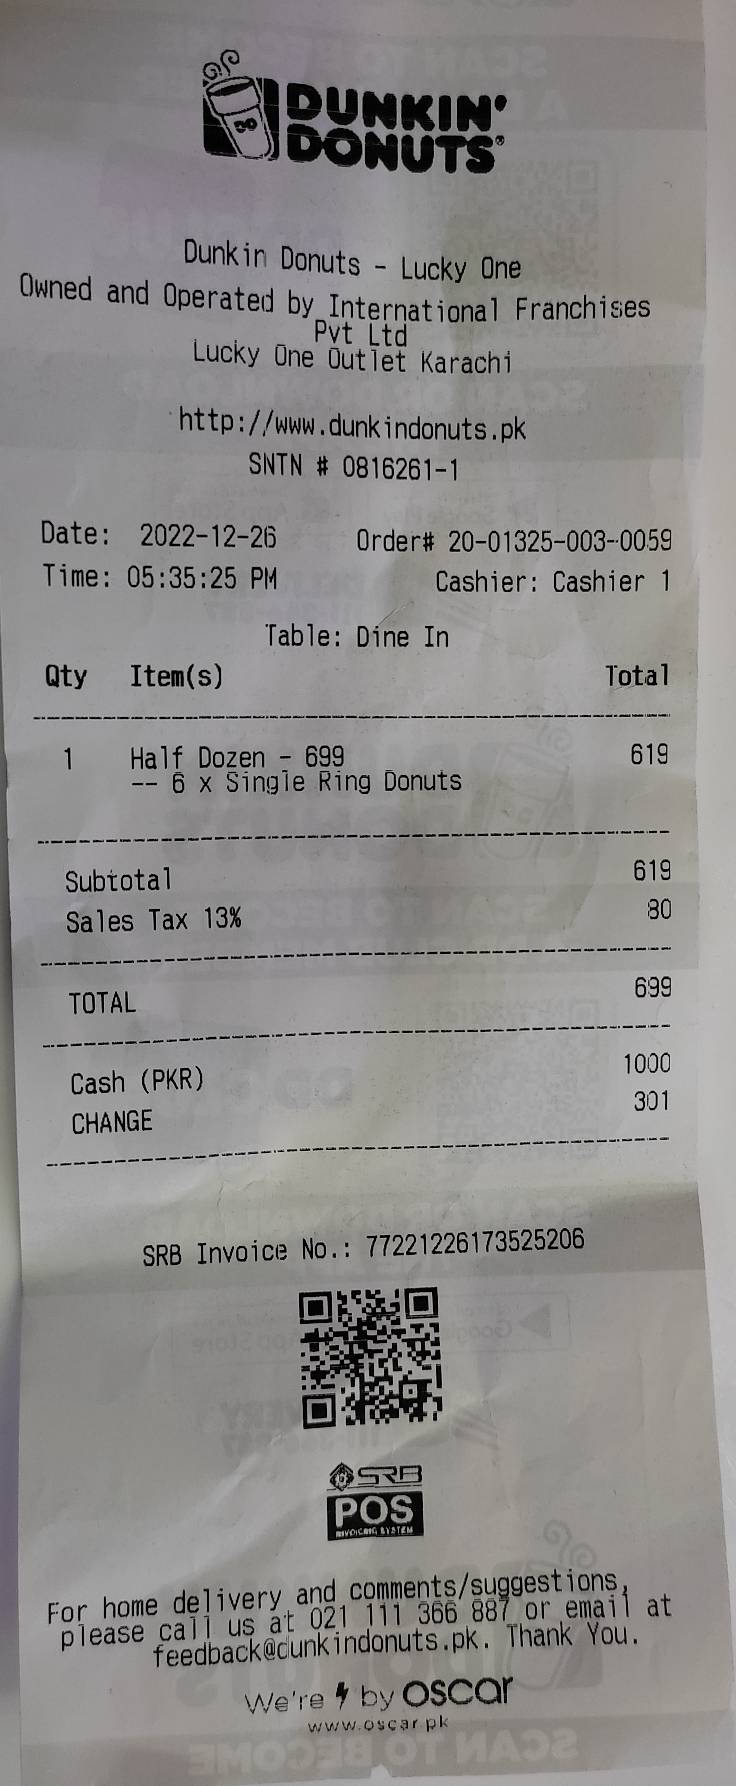 DUNKIN'
DONUTS®
Dunkin Donuts - Lucky One
Owned and Operated by International Franchises
Pvt Ltd
Lucky One Outlet Karachi
http://www.dunkindonuts.pk
SNTN # 0816261-1
Date: 2022-12-26 Order# 20-01325-003-0059
Time: 05:35:25 PM Cashier: Cashier 1
Table: Dine In
Qty Item(s) Total
1 Half Dozen - 699 619
-- 6 x Single Ring Donuts
Subtotal 619
Sales Tax 13% 80
TOTAL 699
Cash (PKR) 1000
CHANGE 301
SRB Invoice No.: 77221226173525206
SRB
POS
INVOICING SYSTEM
For home delivery and comments/suggestions,
please call us at 021 111 366 887 or email at
feedback@dunkindonuts.pk. Thank You.
We're by OSCAR
www.oscar.pk
SCAN TO BECOME